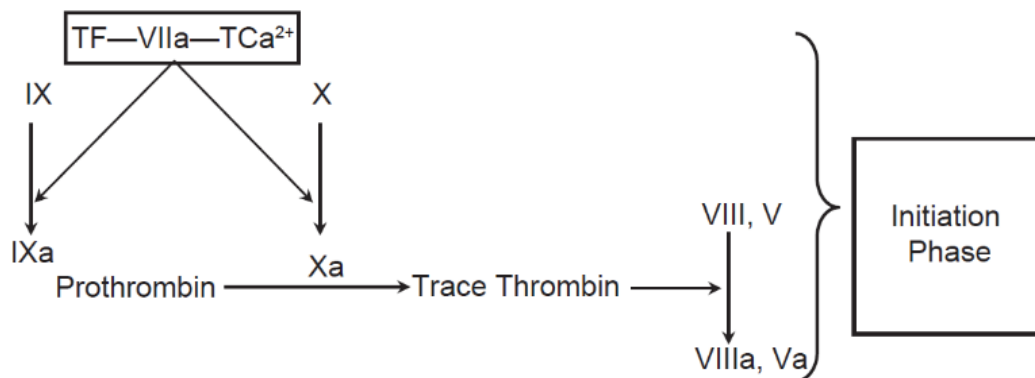 TF—VIIa—TCa²⁺
IX
X
IXa
Xa
Prothrombin
Trace Thrombin
VIII, V
VIIIa, Va
Initiation
Phase